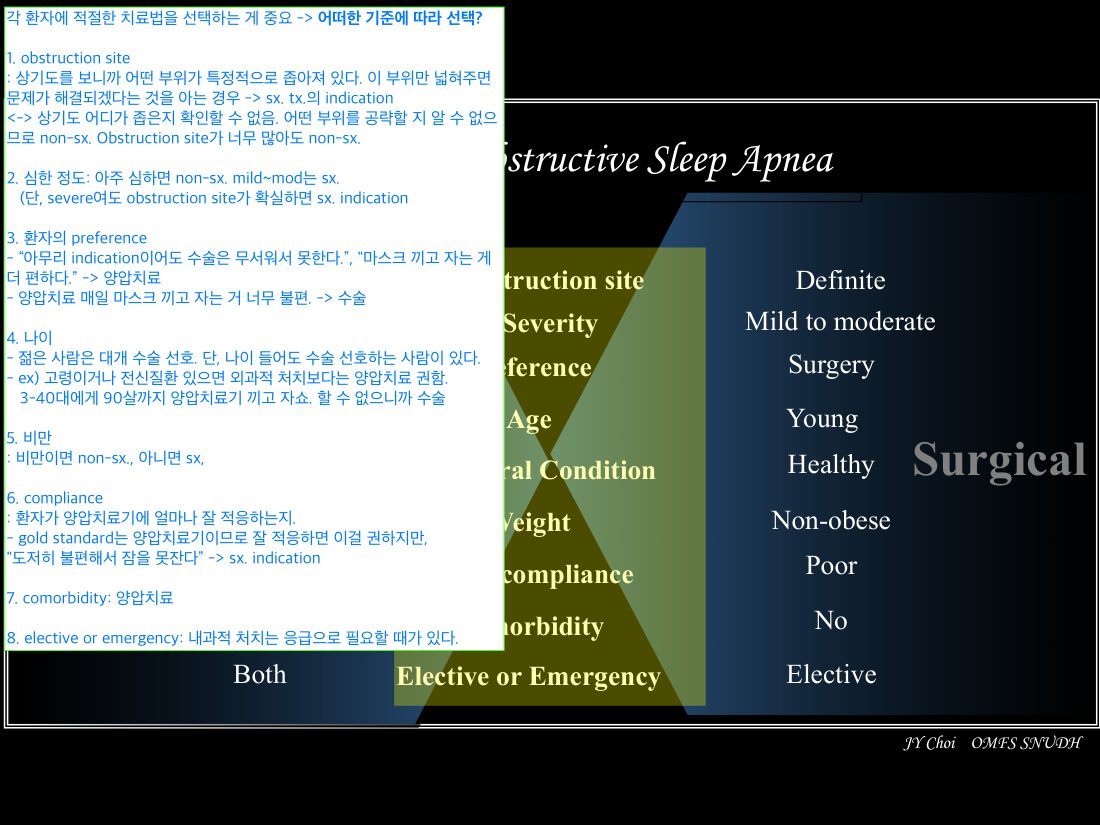 각 환자에 적절한 치료법을 선택하는 게 중요 -> 어떠한 기준에 따라 선택?
1. obstruction site
: 상기도를 보니까 어떤 부위가 특정적으로 좁아져 있다. 이 부위만 넓혀주면
문제가 해결되겠다는 것을 아는 경우 -> sx. tx.의 indication
<-> 상기도 어디가 좁은지 확인할 수 없음. 어떤 부위를 공략할 지 알 수 없으
므로 non-sx. Obstruction site가 너무 많아도 non-sx.
2. 심한 정도: 아주 심하면 non-sx. mild~mod는 sx.
(단, severe여도 obstruction site가 확실하면 sx. indication
3. 환자의 preference
- “아무리 indication이어도 수술은 무서워서 못한다.”, "마스크 끼고 자는 게
더 편하다.” -> 양압치료
- 양압치료 매일 마스크 끼고 자는 거 너무 불편. -> 수술
4. 나이
- 젊은 사람은 대개 수술 선호. 단, 나이 들어도 수술 선호하는 사람이 있다.
- ex) 고령이거나 전신질환 있으면 외과적 처치보다는 양압치료 권함.
3-40대에게 90살까지 양압치료기 끼고 자쇼. 할 수 없으니까 수술
5. 비만
: 비만이면 non-sx., 아니면 sx,
6. compliance
: 환자가 양압치료기에 얼마나 잘 적응하는지.
- gold standard는 양압치료기이므로 잘 적응하면 이걸 권하지만,
"도저히 불편해서 잠을 못잔다” -> sx. indication
7. comorbidity: 양압치료
8. elective or emergency: 내과적 처치는 응급으로 필요할 때가 있다.
bstructive Sleep Apnea
truction site Definite
Severity Mild to moderate
ference Surgery
Age Young
ral Condition Healthy
Surgical
Weight Non-obese
compliance Poor
orbidity No
Both Elective or Emergency Elective
JY Choi OMFS SNUDH